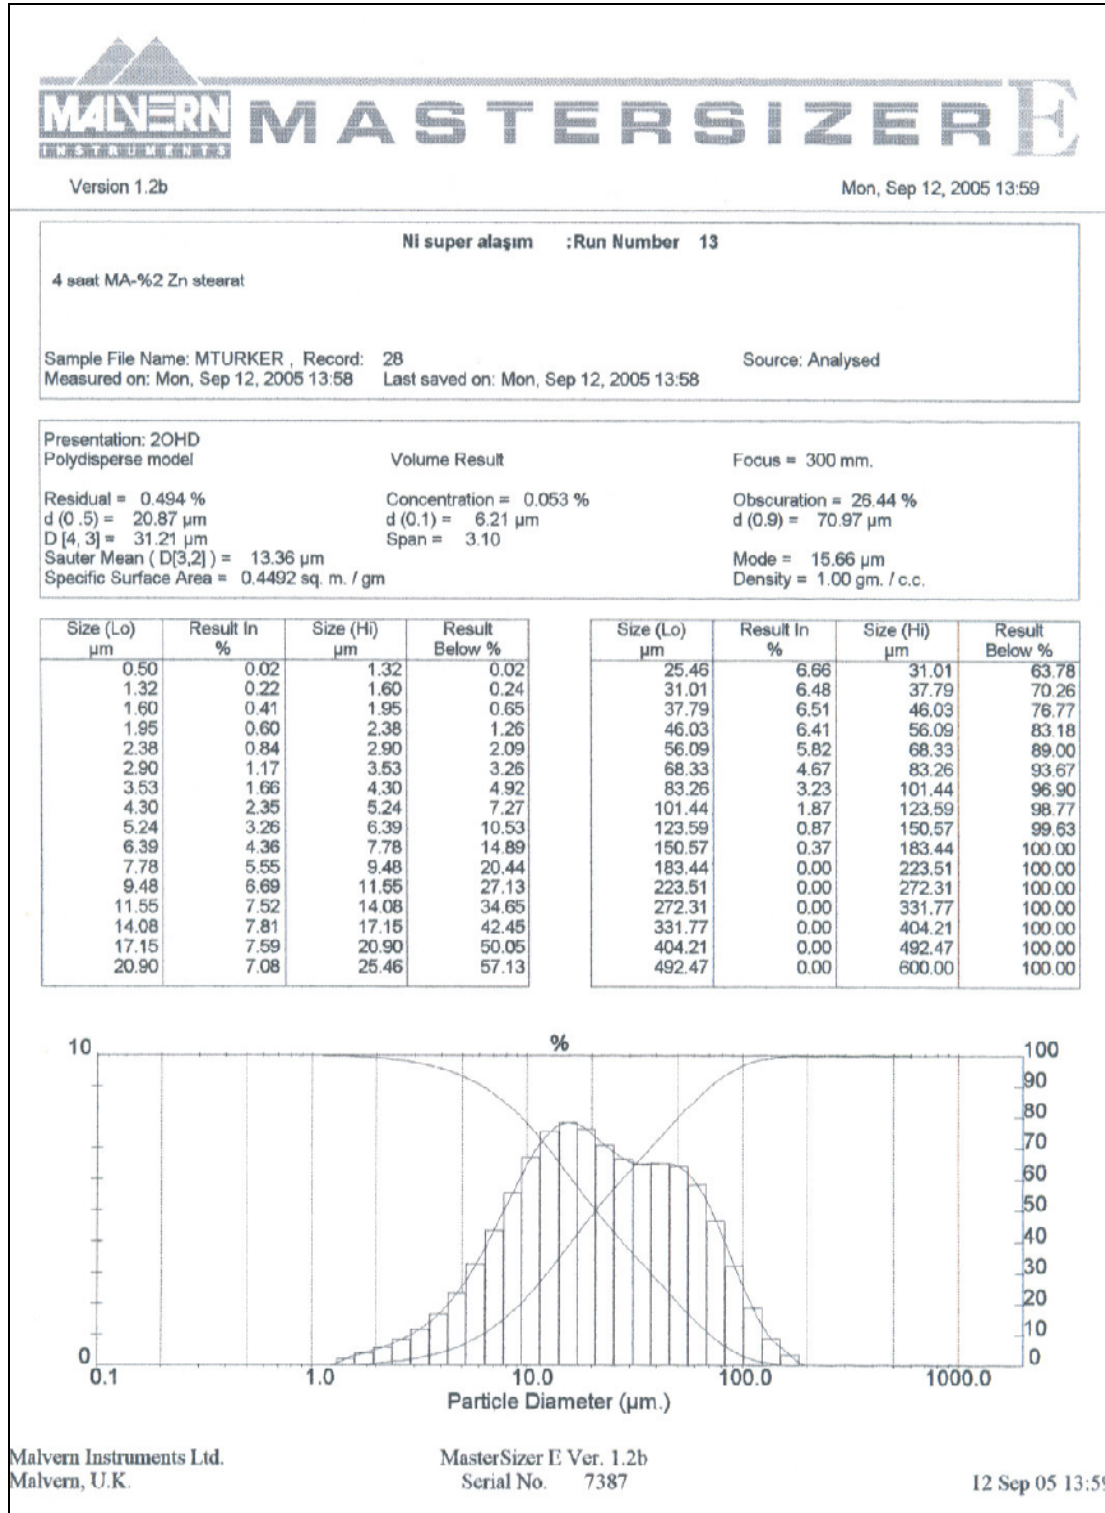 MALVERN
INSTRUMENTS
MASTERSIZER E
Version 1.2b Mon, Sep 12, 2005 13:59
Ni super alaşım :Run Number 13
4 saat MA-%2 Zn stearat
Sample File Name: MTURKER , Record: 28 Source: Analysed
Measured on: Mon, Sep 12, 2005 13:58 Last saved on: Mon, Sep 12, 2005 13:58
Presentation: 2OHD
Polydisperse model Volume Result Focus = 300 mm.
Residual = 0.494 % Concentration = 0.053 % Obscuration = 26.44 %
d (0.5) = 20.87 µm d (0.1) = 6.21 µm d (0.9) = 70.97 µm
D [4, 3] = 31.21 µm Span = 3.10
Sauter Mean ( D[3,2] ) = 13.36 µm Mode = 15.66 µm
Specific Surface Area = 0.4492 sq. m. / gm Density = 1.00 gm. / c.c.
Size (Lo) Result In Size (Hi) Result Size (Lo) Result In Size (Hi) Result
µm % µm Below % µm % µm Below %
0.50 0.02 1.32 0.02 25.46 6.66 31.01 63.78
1.32 0.22 1.60 0.24 31.01 6.48 37.79 70.26
1.60 0.41 1.95 0.65 37.79 6.51 46.03 76.77
1.95 0.60 2.38 1.26 46.03 6.41 56.09 83.18
2.38 0.84 2.90 2.09 56.09 5.82 68.33 89.00
2.90 1.17 3.53 3.26 68.33 4.67 83.26 93.67
3.53 1.66 4.30 4.92 83.26 3.23 101.44 96.90
4.30 2.35 5.24 7.27 101.44 1.87 123.59 98.77
5.24 3.26 6.39 10.53 123.59 0.87 150.57 99.63
6.39 4.36 7.78 14.89 150.57 0.37 183.44 100.00
7.78 5.55 9.48 20.44 183.44 0.00 223.51 100.00
9.48 6.69 11.55 27.13 223.51 0.00 272.31 100.00
11.55 7.52 14.08 34.65 272.31 0.00 331.77 100.00
14.08 7.81 17.15 42.45 331.77 0.00 404.21 100.00
17.15 7.59 20.90 50.05 404.21 0.00 492.47 100.00
20.90 7.08 25.46 57.13 492.47 0.00 600.00 100.00
10 % 100
90
80
70
60
50
40
30
20
10
0 0
0.1 1.0 10.0 100.0 1000.0
Particle Diameter (µm.)
Malvern Instruments Ltd. MasterSizer E Ver. 1.2b
Malvern, U.K. Serial No. 7387 12 Sep 05 13:59